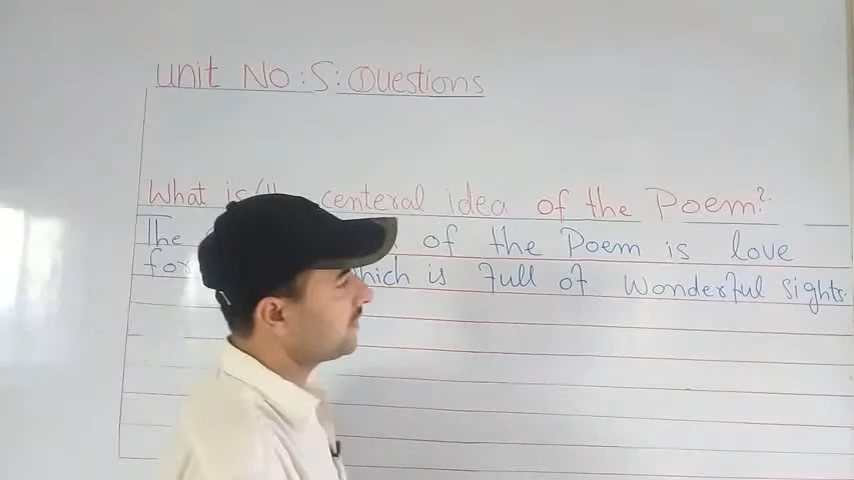 Unit No: 5: Questions
What is centeral idea of the Poem?
The of the Poem is love
for which is full of wonderful sights.